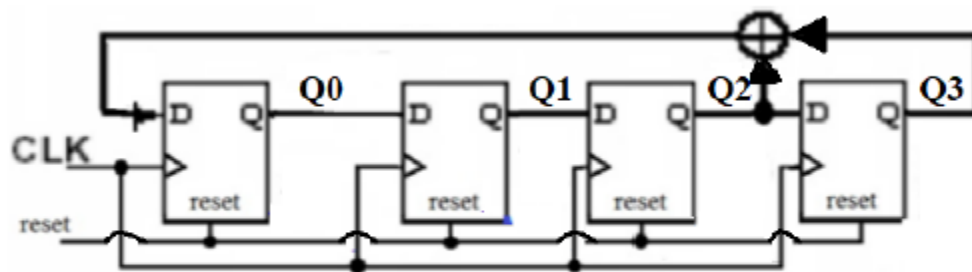 Q0 Q1 Q2 Q3
D Q D Q D Q D Q
CLK
reset reset reset reset
reset